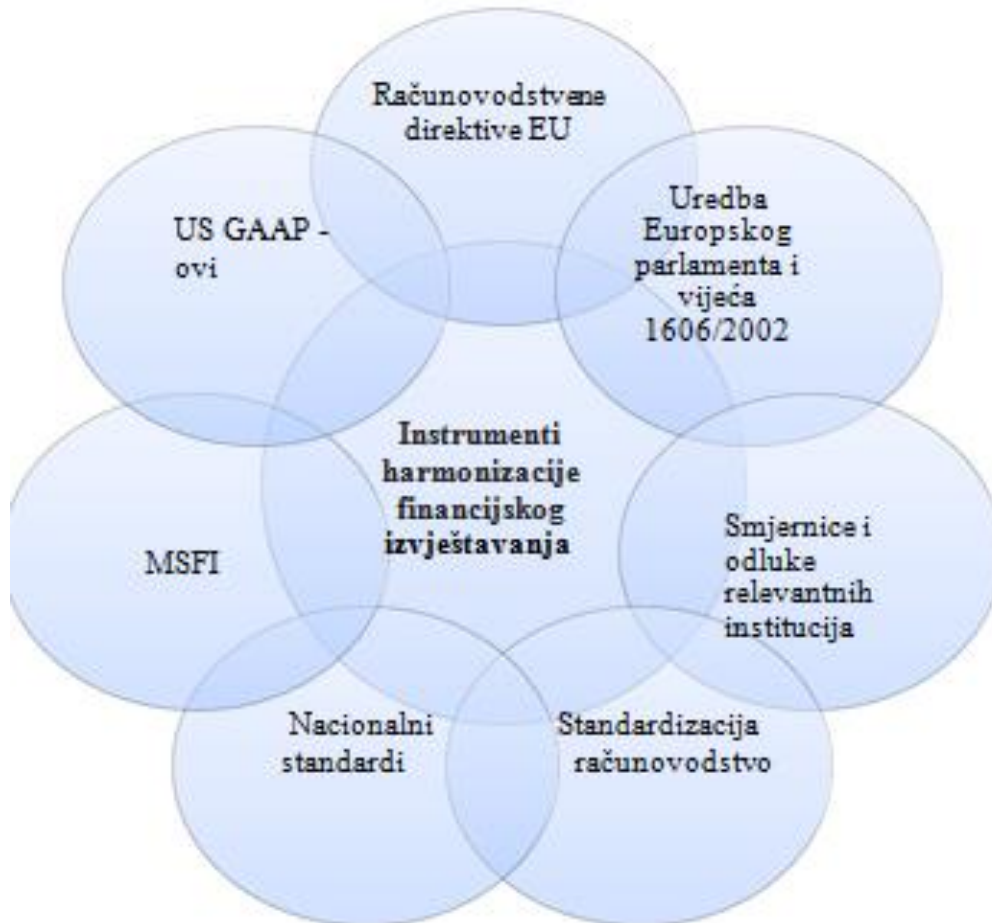 Računovodstvene
direktive EU
Uredba
Europskog
parlamenta i
vijeća
1606/2002
Smjernice i
odluke
relevantnih
institucija
Standardizacija
računovodstvo
Nacionalni
standardi
MSFI
US GAAP -
ovi
Instrumenti
harmonizacije
financijskog
izvještavanja